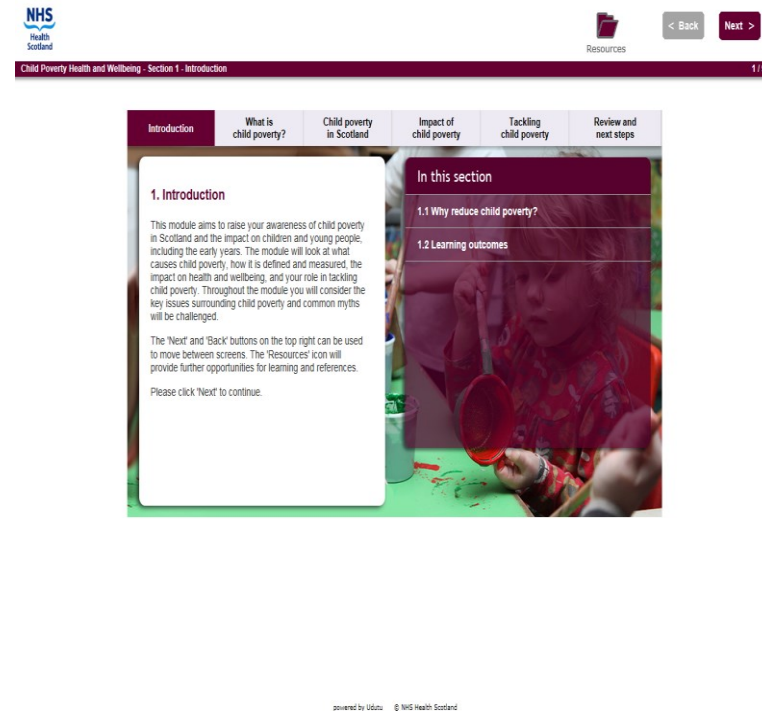 NHS
Health
Scotland
Resources
< Back
Next >
Child Poverty Health and Wellbeing - Section 1 - Introduction
1/
Introduction
What is
child poverty?
Child poverty
in Scotland
Impact of
child poverty
Tackling
child poverty
Review and
next steps
1. Introduction
This module aims to raise your awareness of child poverty
in Scotland and the impact on children and young people,
including the early years. The module will look at what
causes child poverty, how it is defined and measured, the
impact on health and wellbeing, and your role in tackling
child poverty. Throughout the module you will consider the
key issues surrounding child poverty and common myths
will be challenged.
The 'Next' and 'Back' buttons on the top right can be used
to move between screens. The 'Resources' icon will
provide further opportunities for learning and references.
Please click 'Next' to continue.
In this section
1.1 Why reduce child poverty?
1.2 Learning outcomes
powered by Udutu © NHS Health Scotland